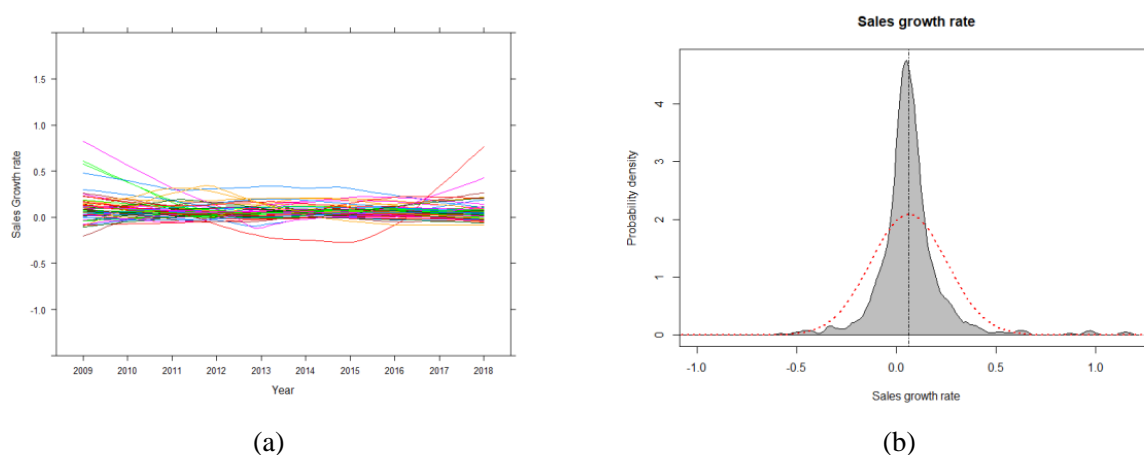 Sales Growth rate
1.5
1.0
0.5
0.0
-0.5
-1.0
2009 2010 2011 2012 2013 2014 2015 2016 2017 2018
Year
(a)
Sales growth rate
Probability density
4
3
2
1
0
-1.0 -0.5 0.0 0.5 1.0
Sales growth rate
(b)